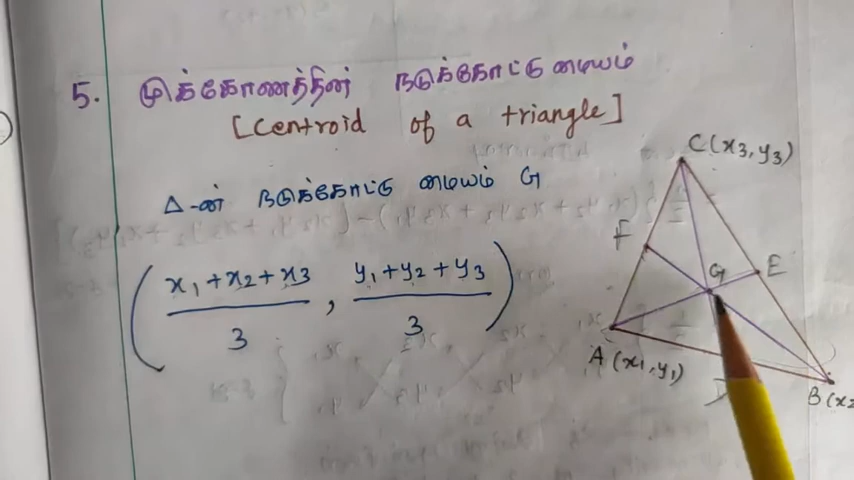 5. முக்கோணத்தின் நடுக்கோட்டு மையம்
[Centroid of a triangle]
Δ-ன் நடுக்கோட்டு மையம் G
(x1+x2+x3 / 3, y1+y2+y3 / 3)
C(x3,y3)
F
G
E
A(x1,y1)
D
B(x2